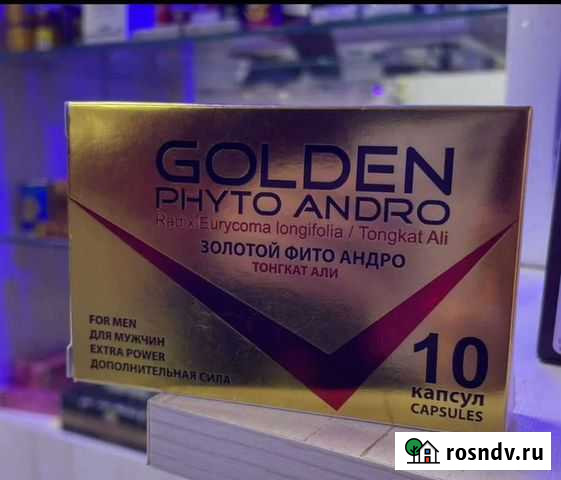 GOLDEN
PHYTO ANDRO
Radix Eurycoma longifolia / Tongkat Ali
ЗОЛОТОЙ ФИТО АНДРО
ТОНГКАТ АЛИ
FOR MEN
ДЛЯ МУЖЧИН
EXTRA POWER
ДОПОЛНИТЕЛЬНАЯ СИЛА
10
капсул
CAPSULES
rosndv.ru